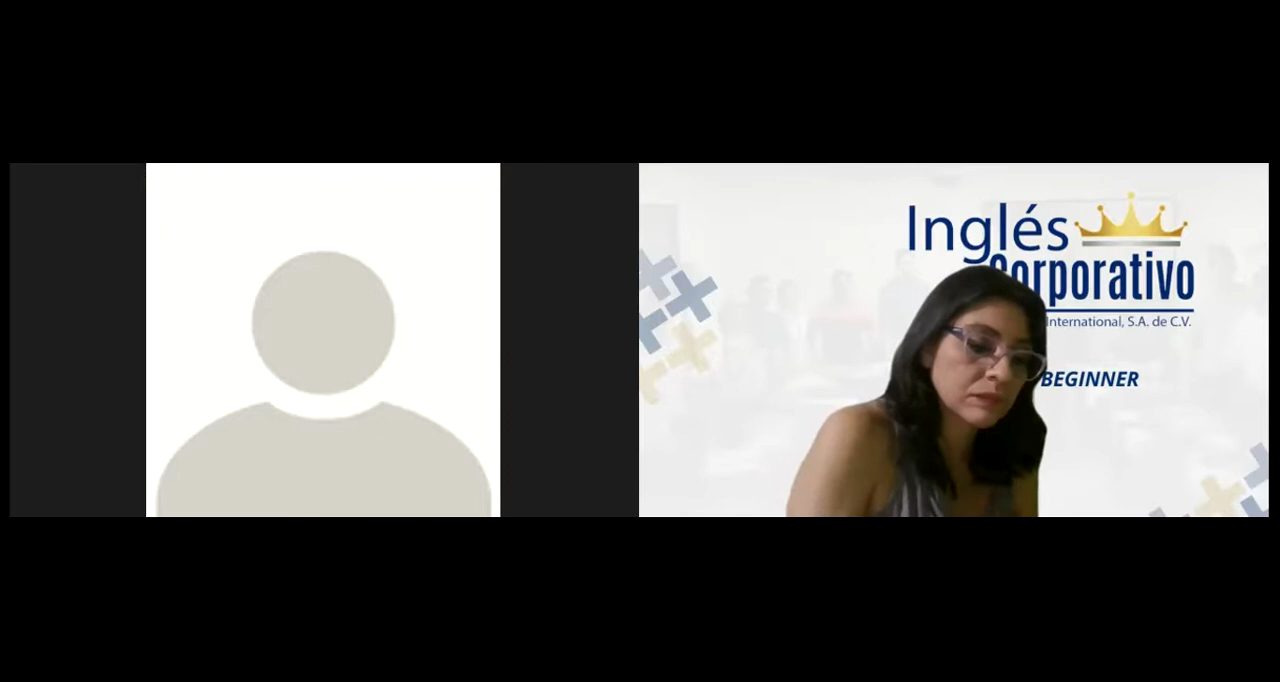 Inglés
Corporativo
International, S.A. de C.V.
BEGINNER